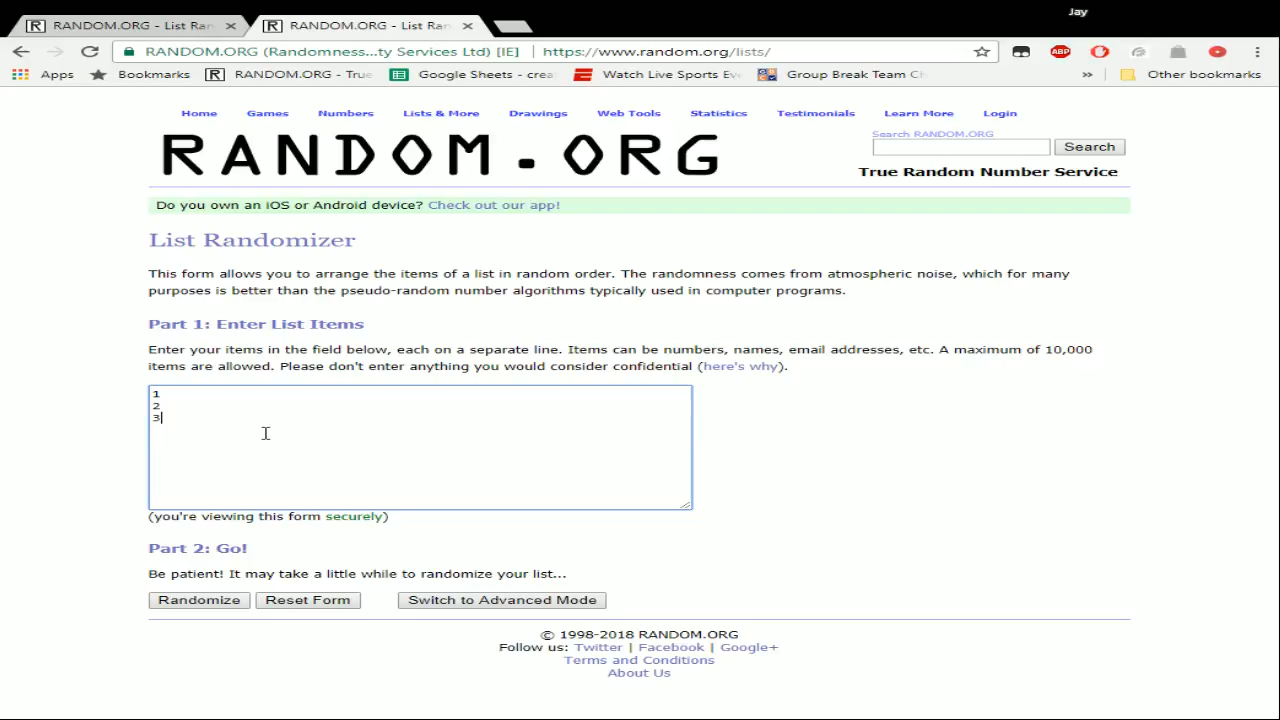 Jay
RANDOM.ORG - List Rar
RANDOM.ORG - List Ran
RANDOM.ORG (Randomness...ty Services Ltd) [IE] | https://www.random.org/lists/
Apps Bookmarks RANDOM.ORG - True Google Sheets - crea Watch Live Sports Ev Group Break Team C » Other bookmarks
Home Games Numbers Lists & More Drawings Web Tools Statistics Testimonials Learn More Login
RANDOM.ORG
Search RANDOM.ORG
Search
True Random Number Service
Do you own an iOS or Android device? Check out our app!
List Randomizer
This form allows you to arrange the items of a list in random order. The randomness comes from atmospheric noise, which for many
purposes is better than the pseudo-random number algorithms typically used in computer programs.
Part 1: Enter List Items
Enter your items in the field below, each on a separate line. Items can be numbers, names, email addresses, etc. A maximum of 10,000
items are allowed. Please don't enter anything you would consider confidential (here's why).
1
2
3
(you're viewing this form securely)
Part 2: Go!
Be patient! It may take a little while to randomize your list...
Randomize Reset Form Switch to Advanced Mode
© 1998-2018 RANDOM.ORG
Follow us: Twitter | Facebook | Google+
Terms and Conditions
About Us